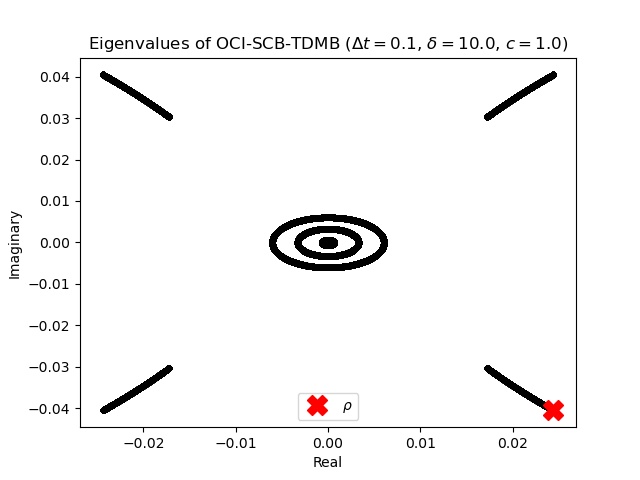 Eigenvalues of OCI-SCB-TDMB (Δt = 0.1, δ = 10.0, c = 1.0)
0.04
0.03
0.02
0.01
0.00
−0.01
−0.02
−0.03
−0.04
Imaginary
ρ
−0.02 −0.01 0.00 0.01 0.02
Real